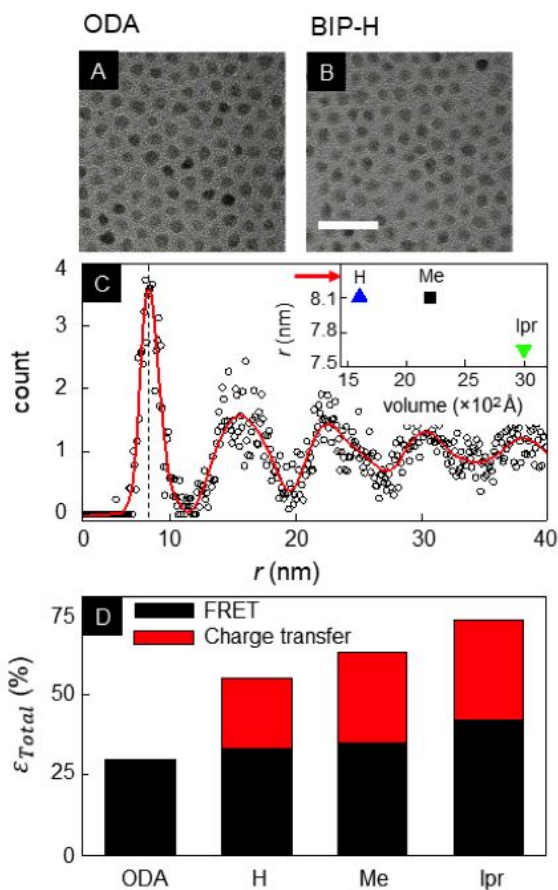 ODA BIP-H
A B
C
4
3
2
1
0
count
0 10 20 30 40
r (nm)
H Me Ipr
8.1
7.8
7.5
r (nm)
15 20 25 30
volume (×10² Å)
D
FRET
Charge transfer
75
50
25
0
εTotal (%)
ODA H Me Ipr